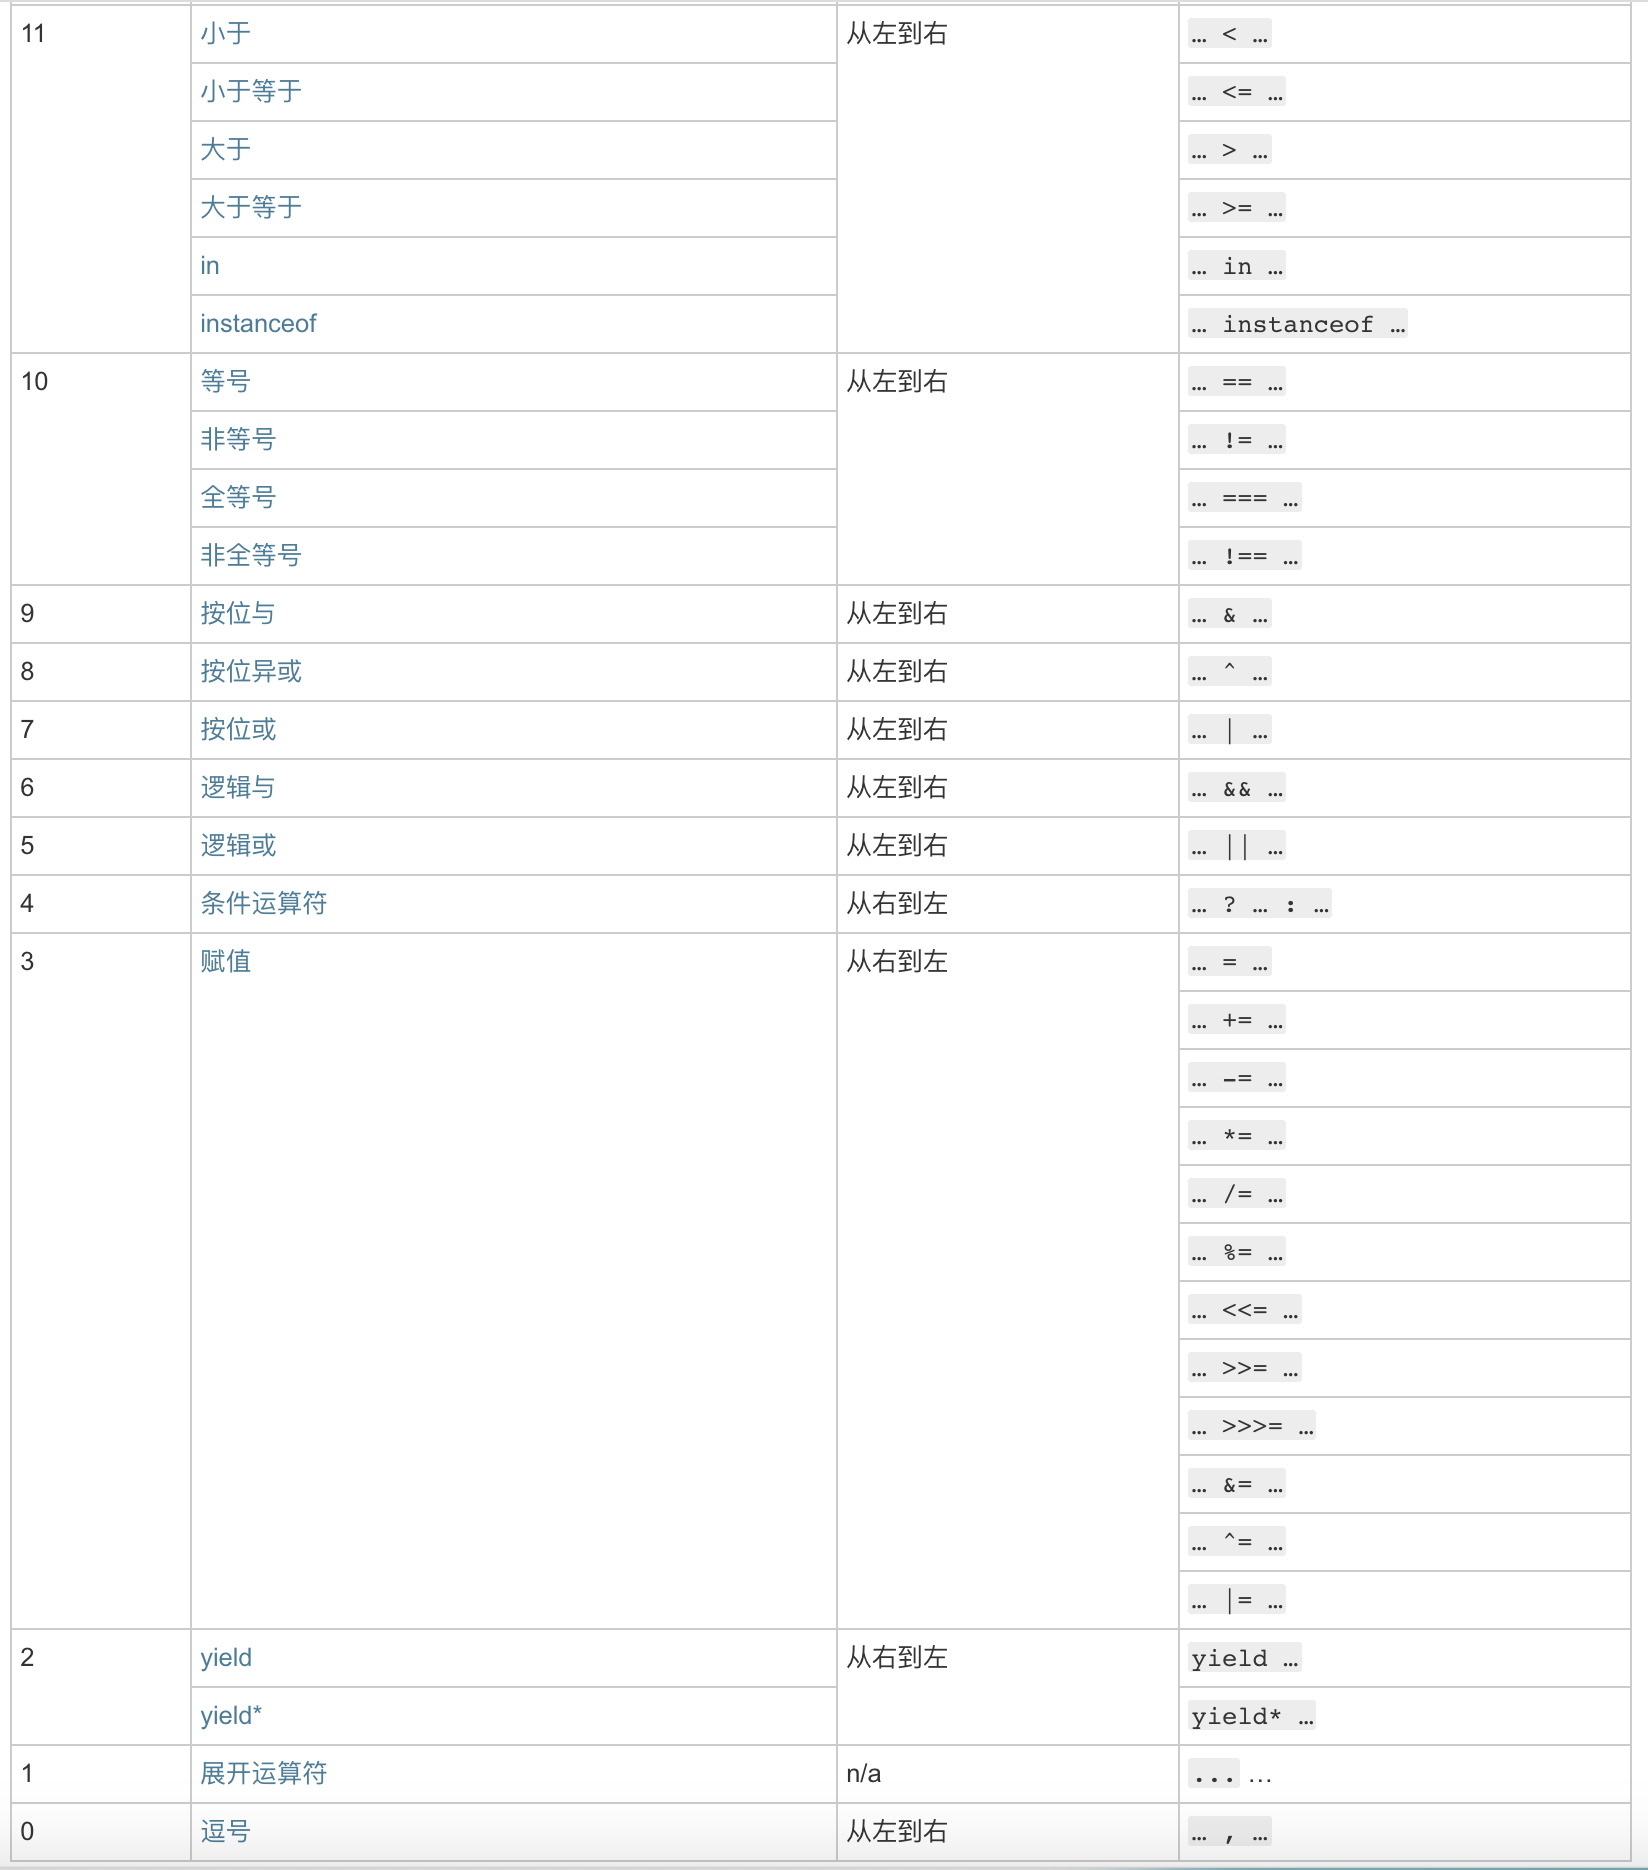 11 小于 从左到右 … < …
小于等于 … <= …
大于 … > …
大于等于 … >= …
in … in …
instanceof … instanceof …
10 等号 从左到右 … == …
非等号 … != …
全等号 … === …
非全等号 … !== …
9 按位与 从左到右 … & …
8 按位异或 从左到右 … ^ …
7 按位或 从左到右 … | …
6 逻辑与 从左到右 … && …
5 逻辑或 从左到右 … || …
4 条件运算符 从右到左 … ? … : …
3 赋值 从右到左 … = …
… += …
… -= …
… *= …
… /= …
… %= …
… <<= …
… >>= …
… >>>= …
… &= …
… ^= …
… |= …
2 yield 从右到左 yield …
yield* yield* …
1 展开运算符 n/a ... …
0 逗号 从左到右 … , …